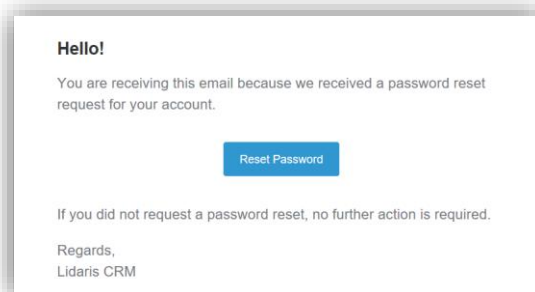 Hello!
You are receiving this email because we received a password reset
request for your account.
Reset Password
If you did not request a password reset, no further action is required.
Regards,
Lidaris CRM